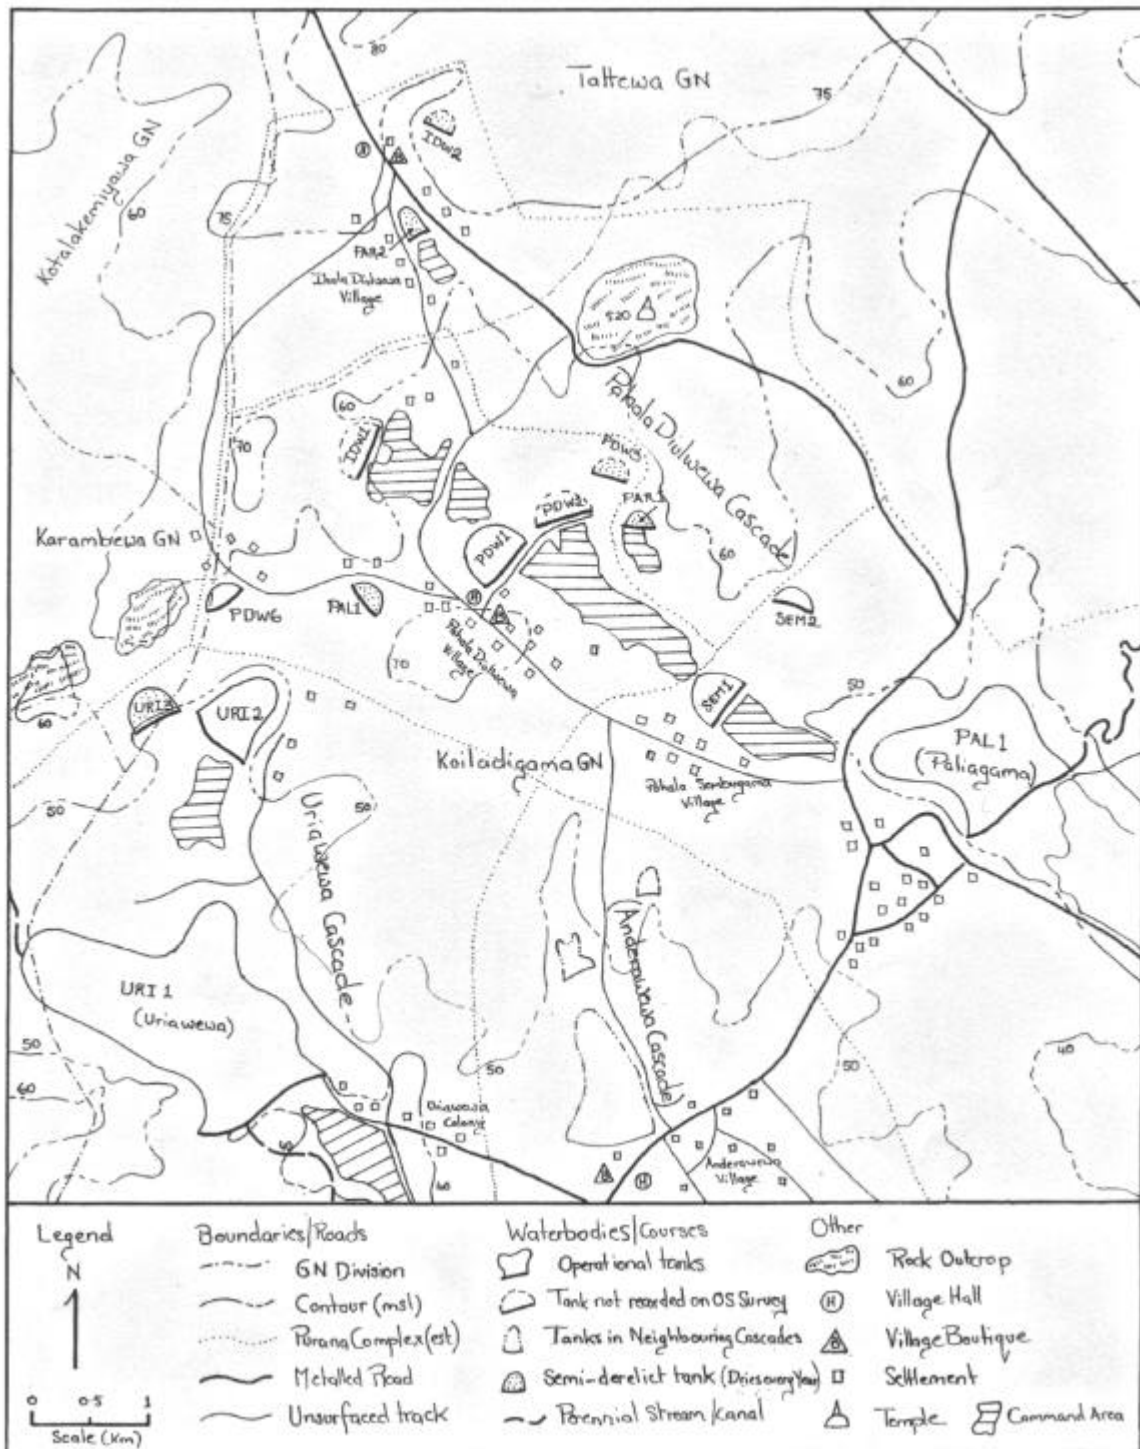 80
Tattewa GN
75
IDW2
H
B
Kotalakemiyawa GN
60
75
PAR2
Ihala Diulwewa
Village
520
60
Pahala Diulwewa Cascade
60
IDW1
70
PDW3
PDW2
PAR1
Karambewa GN
PDW1
60
PDW6
PAL1
H
B
SEM2
Pahala Diulwewa
Village
70
60
URI3
URI2
SEM1
50
PAL1
(Paliagama)
Koiladigama GN
Pahala Sembugama
Village
50
50
Uriawewa Cascade
Anderawewa Cascade
URI 1
(Uriawewa)
50
60
50
50
40
Uriawewa
Colony
60
Anderawewa
Village
B
H
Legend
N
0 0.5 1
Scale (Km)
Boundaries/Roads
GN Division
Contour (msl)
Purana Complex (est)
Metalled Road
Unsurfaced track
Waterbodies/Courses
Operational tanks
Tank not recorded on OS Survey
Tanks in Neighbouring Cascades
Semi-derelict tank (Dries every Year)
Perennial Stream/Kanal
Other
Rock Outcrop
H Village Hall
B Village Boutique
Settlement
Temple
Command Area